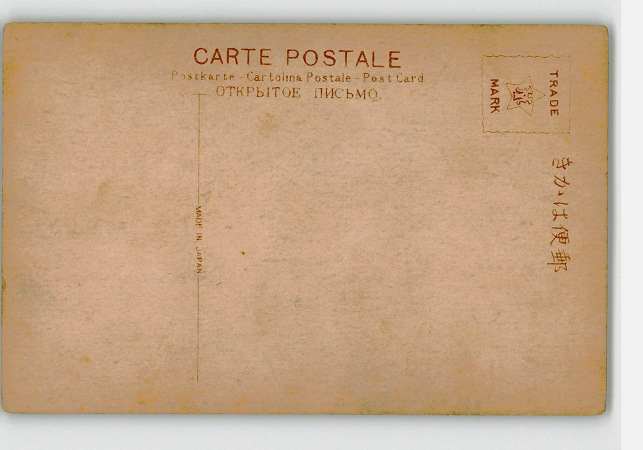 CARTE POSTALE
Postkarte - Cartolina Postale - Post Card
ОТКРЫТОЕ ПИСЬМО.
TRADE
MARK
きかは便郵
MADE IN JAPAN